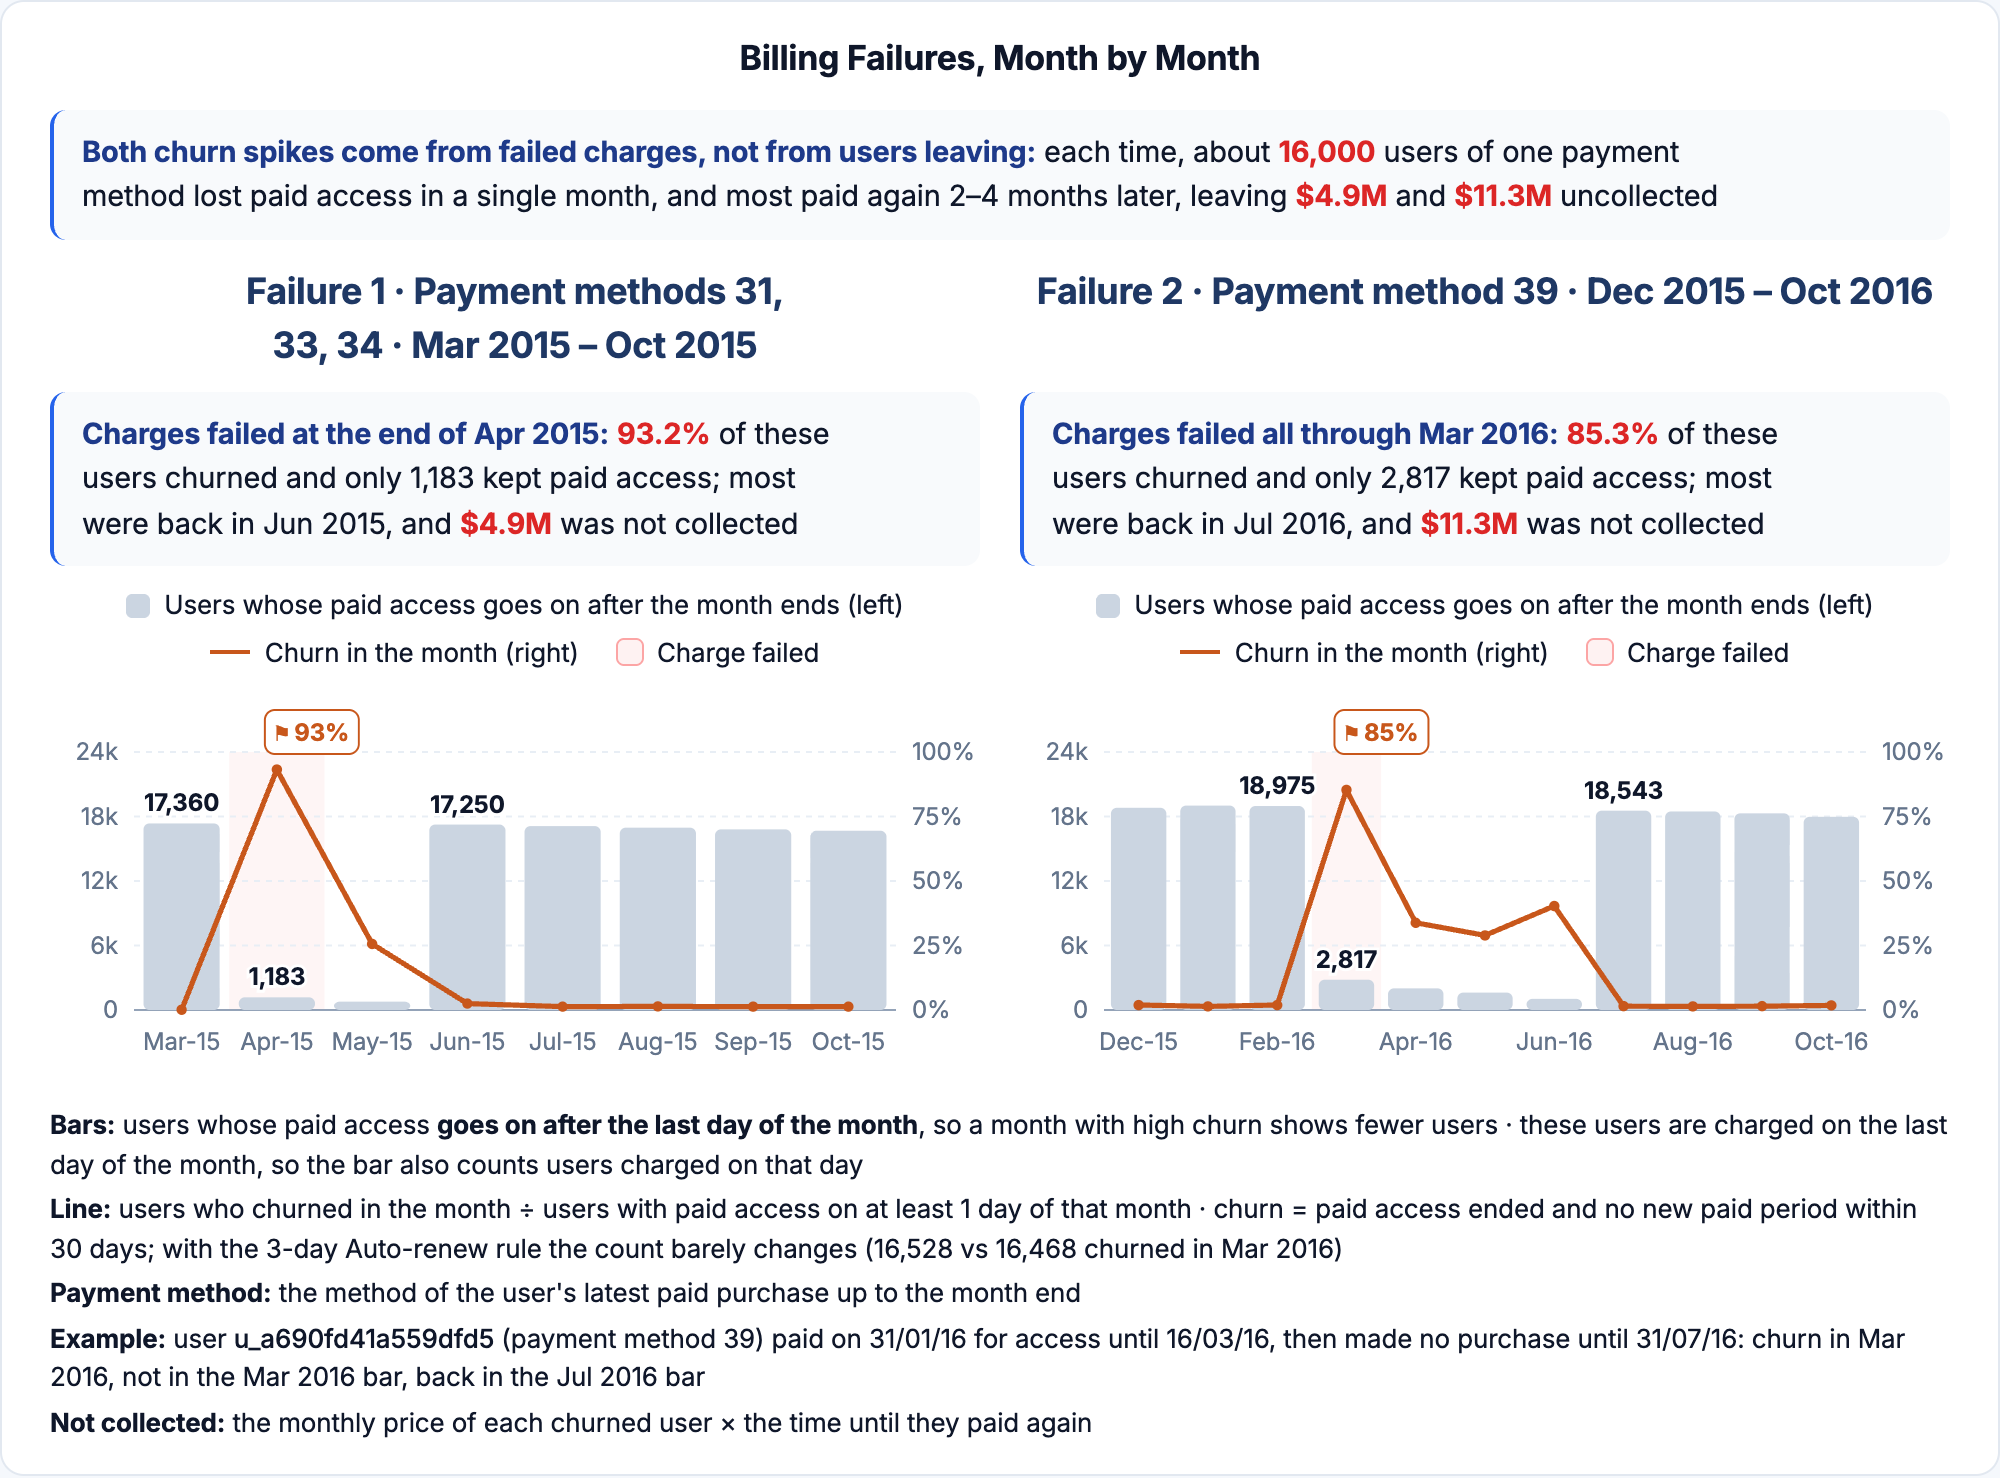 Billing Failures, Month by Month
Both churn spikes come from failed charges, not from users leaving: each time, about 16,000 users of one payment
method lost paid access in a single month, and most paid again 2–4 months later, leaving $4.9M and $11.3M uncollected
Failure 1 · Payment methods 31,
33, 34 · Mar 2015 – Oct 2015
Charges failed at the end of Apr 2015: 93.2% of these
users churned and only 1,183 kept paid access; most
were back in Jun 2015, and $4.9M was not collected
Users whose paid access goes on after the month ends (left)
Churn in the month (right) Charge failed
93%
24k 100%
17,360 17,250
18k 75%
12k 50%
6k 25%
1,183
0 0%
Mar-15 Apr-15 May-15 Jun-15 Jul-15 Aug-15 Sep-15 Oct-15
Failure 2 · Payment method 39 · Dec 2015 – Oct 2016
Charges failed all through Mar 2016: 85.3% of these
users churned and only 2,817 kept paid access; most
were back in Jul 2016, and $11.3M was not collected
Users whose paid access goes on after the month ends (left)
Churn in the month (right) Charge failed
85%
24k 100%
18,975 18,543
18k 75%
12k 50%
6k 25%
2,817
0 0%
Dec-15 Feb-16 Apr-16 Jun-16 Aug-16 Oct-16
Bars: users whose paid access goes on after the last day of the month, so a month with high churn shows fewer users · these users are charged on the last
day of the month, so the bar also counts users charged on that day
Line: users who churned in the month ÷ users with paid access on at least 1 day of that month · churn = paid access ended and no new paid period within
30 days; with the 3-day Auto-renew rule the count barely changes (16,528 vs 16,468 churned in Mar 2016)
Payment method: the method of the user's latest paid purchase up to the month end
Example: user u_a690fd41a559dfd5 (payment method 39) paid on 31/01/16 for access until 16/03/16, then made no purchase until 31/07/16: churn in Mar
2016, not in the Mar 2016 bar, back in the Jul 2016 bar
Not collected: the monthly price of each churned user × the time until they paid again